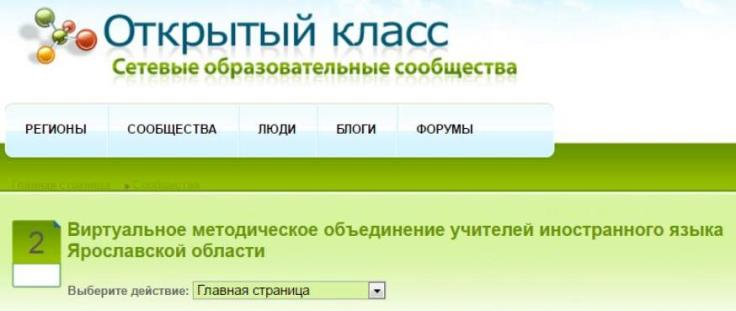 Открытый класс
Сетевые образовательные сообщества
РЕГИОНЫ СООБЩЕСТВА ЛЮДИ БЛОГИ ФОРУМЫ
Главная страница » Сообщества
2
Виртуальное методическое объединение учителей иностранного языка
Ярославской области
Выберите действие: Главная страница